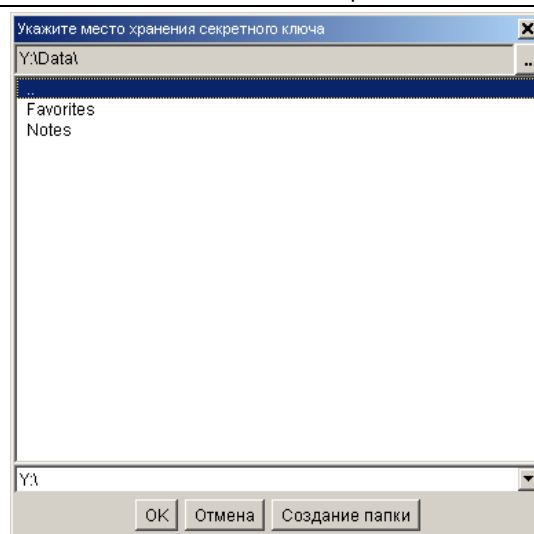 Укажите место хранения секретного ключа
Y:\Data\
..
..
Favorites
Notes
Y:\
OK Отмена Создание папки